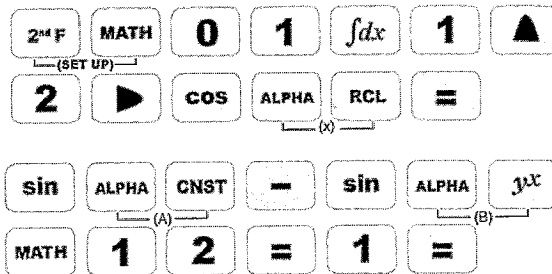 2nd F MATH 0 1 ∫dx 1 ▲
(SET UP)
2 ▶ COS ALPHA RCL =
(x)
sin ALPHA CNST − sin ALPHA yx
(A) (B)
MATH 1 2 = 1 =